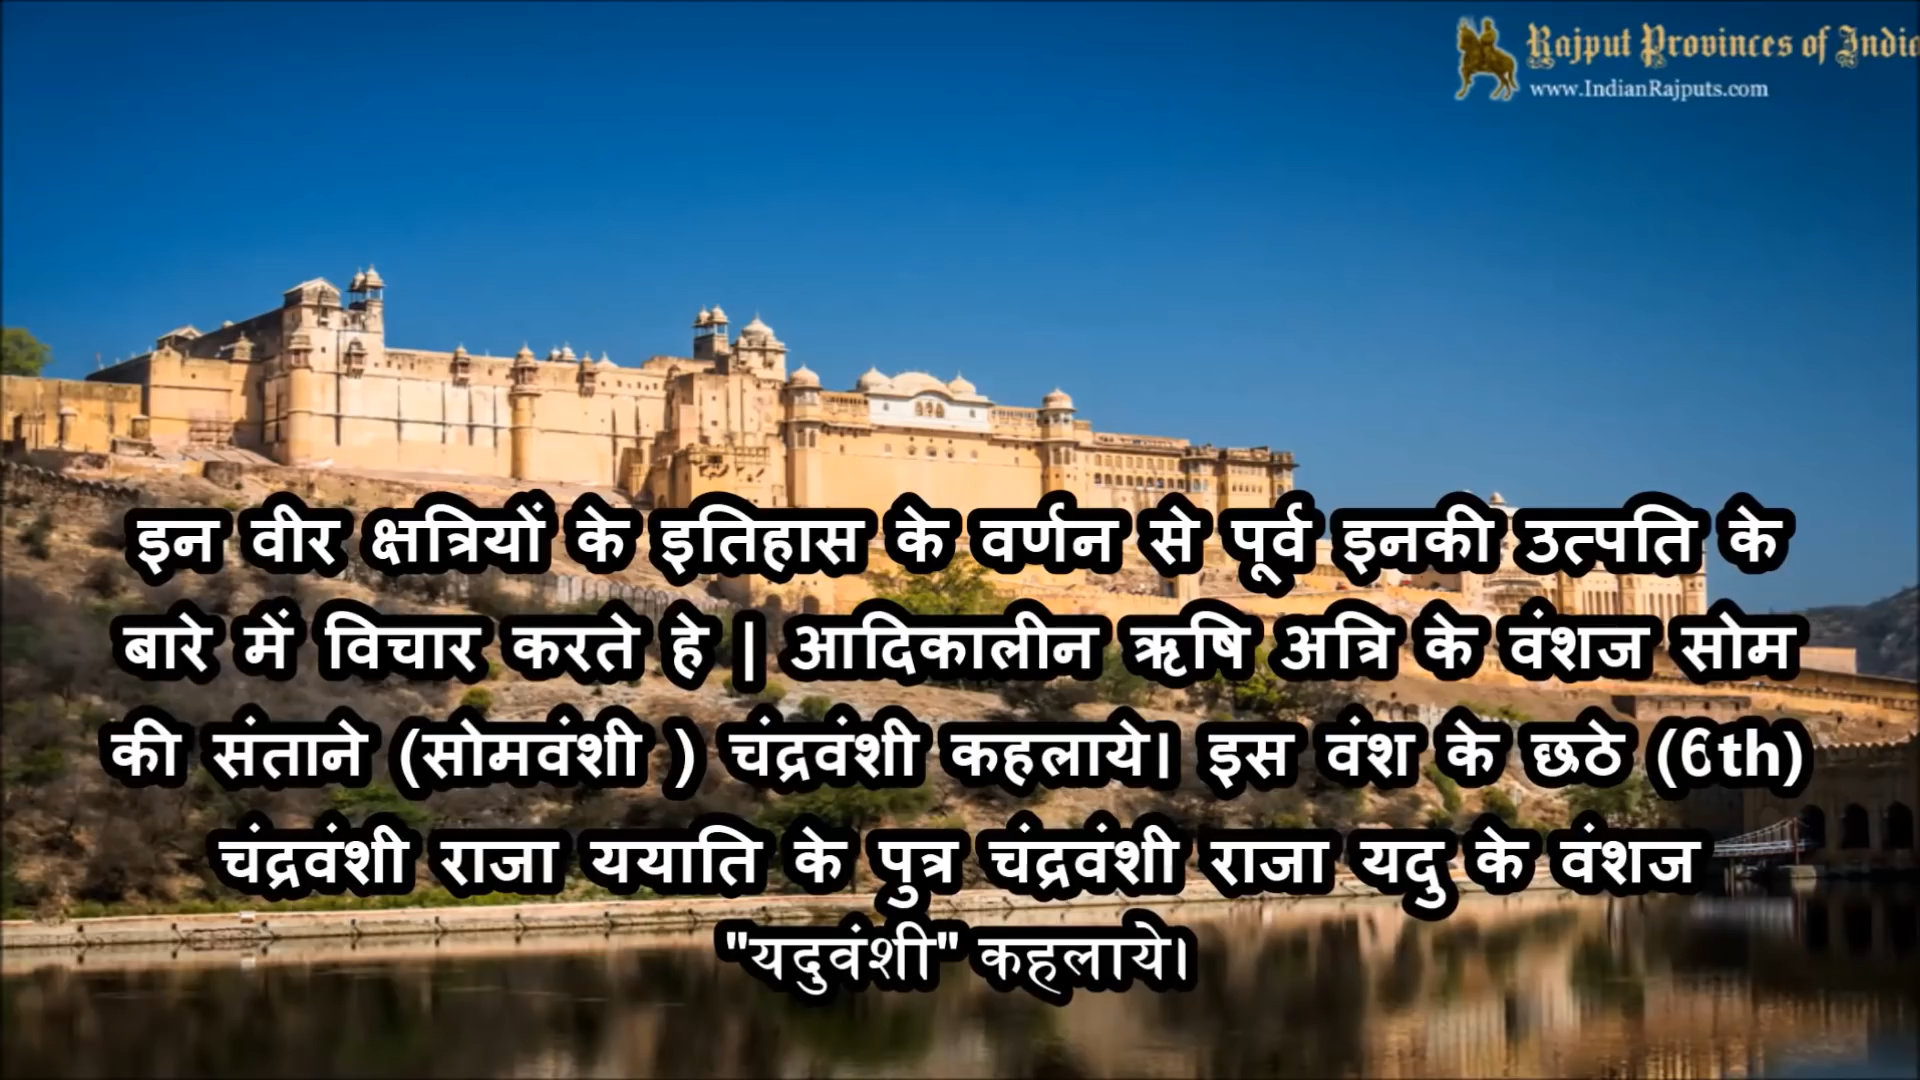 Rajput Provinces of Indi
www.IndianRajputs.com
इन वीर क्षत्रियों के इतिहास के वर्णन से पूर्व इनकी उत्पति के
बारे में विचार करते हे | आदिकालीन ऋषि अत्रि के वंशज सोम
की संताने (सोमवंशी ) चंद्रवंशी कहलाये। इस वंश के छठे (6th)
चंद्रवंशी राजा ययाति के पुत्र चंद्रवंशी राजा यदु के वंशज
"यदुवंशी" कहलाये।